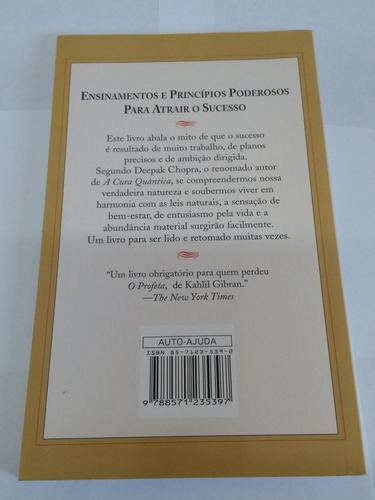 ENSINAMENTOS E PRINCÍPIOS PODEROSOS
PARA ATRAIR O SUCESSO
Este livro abala o mito de que o sucesso
é resultado de muito trabalho, de planos
precisos e de ambição dirigida.
Segundo Deepak Chopra, o renomado autor
de A Cura Quântica, se compreendermos nossa
verdadeira natureza e soubermos viver em
harmonia com as leis naturais, a sensação de
bem-estar, de entusiasmo pela vida e a
abundância material surgirão facilmente.
Um livro para ser lido e retomado muitas vezes.
“Um livro obrigatório para quem perdeu
O Profeta, de Kahlil Gibran.”
—The New York Times
AUTO-AJUDA
ISBN 85-7123-539-0
9 788571 235397